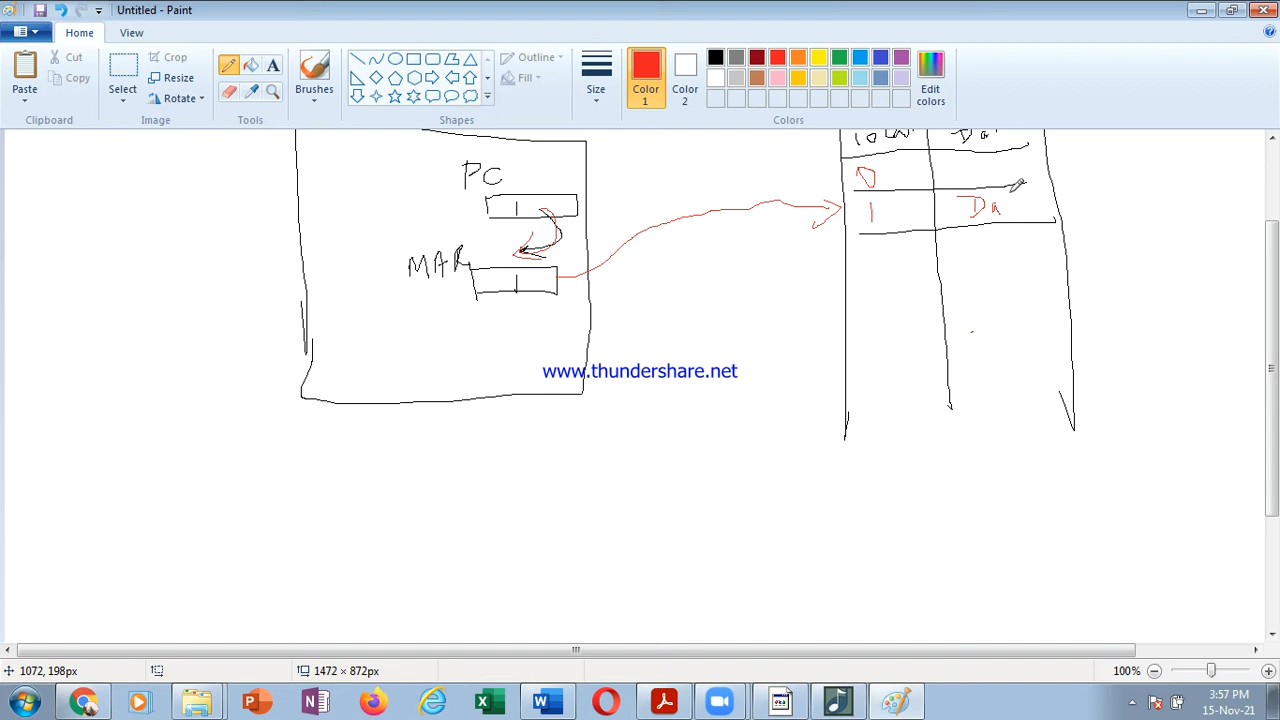 Untitled - Paint
Home
View
Paste
Cut
Copy
Clipboard
Select
Crop
Resize
Rotate
Image
A
Tools
Brushes
Shapes
Outline
Fill
Size
Color 1
Color 2
Edit colors
Colors
Da
PC
0
1
1
Da
MAR
1
www.thundershare.net
1072, 198px
1472 × 872px
100%
3:57 PM
15-Nov-21